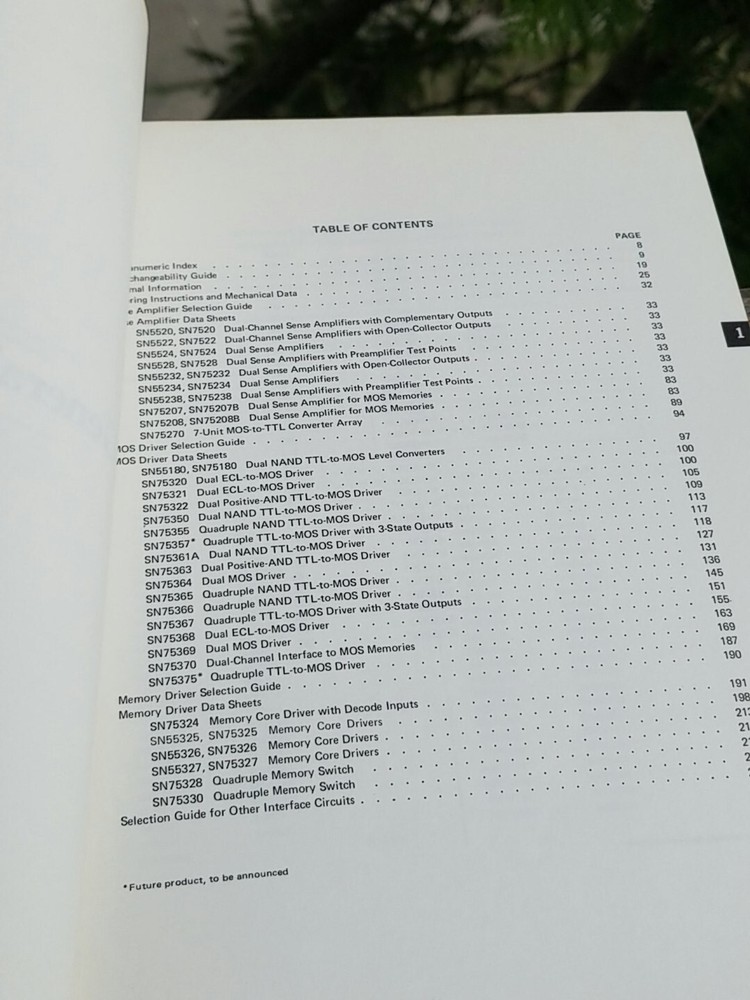 TABLE OF CONTENTS
PAGE
numeric Index 8
changeability Guide 9
mal Information 19
ring Instructions and Mechanical Data 25
e Amplifier Selection Guide 32
e Amplifier Data Sheets
SN5520, SN7520 Dual-Channel Sense Amplifiers with Complementary Outputs 33
SN5522, SN7522 Dual-Channel Sense Amplifiers with Open-Collector Outputs 33
SN5524, SN7524 Dual Sense Amplifiers 33
SN5528, SN7528 Dual Sense Amplifiers with Preamplifier Test Points 33
SN55232, SN75232 Dual Sense Amplifiers with Open-Collector Outputs 33
SN55234, SN75234 Dual Sense Amplifiers 33
SN55238, SN75238 Dual Sense Amplifiers with Preamplifier Test Points 33
SN75207, SN75207B Dual Sense Amplifier for MOS Memories 83
SN75208, SN75208B Dual Sense Amplifier for MOS Memories 83
SN75270 7-Unit MOS-to-TTL Converter Array 89
MOS Driver Selection Guide 94
MOS Driver Data Sheets
SN55180, SN75180 Dual NAND TTL-to-MOS Level Converters 97
SN75320 Dual ECL-to-MOS Driver 100
SN75321 Dual ECL-to-MOS Driver 100
SN75322 Dual Positive-AND TTL-to-MOS Driver 105
SN75350 Dual NAND TTL-to-MOS Driver 109
SN75355 Quadruple NAND TTL-to-MOS Driver 113
SN75357* Quadruple TTL-to-MOS Driver with 3-State Outputs 117
SN75361A Dual NAND TTL-to-MOS Driver 118
SN75363 Dual Positive-AND TTL-to-MOS Driver 127
SN75364 Dual MOS Driver 131
SN75365 Quadruple NAND TTL-to-MOS Driver 136
SN75366 Quadruple NAND TTL-to-MOS Driver 145
SN75367 Quadruple TTL-to-MOS Driver with 3-State Outputs 151
SN75368 Dual ECL-to-MOS Driver 155
SN75369 Dual MOS Driver 163
SN75370 Dual-Channel Interface to MOS Memories 169
SN75375* Quadruple TTL-to-MOS Driver 187
Memory Driver Selection Guide 190
Memory Driver Data Sheets
SN75324 Memory Core Driver with Decode Inputs 191
SN55325, SN75325 Memory Core Drivers 198
SN55326, SN75326 Memory Core Drivers
SN55327, SN75327 Memory Core Drivers
SN75328 Quadruple Memory Switch
SN75330 Quadruple Memory Switch
Selection Guide for Other Interface Circuits
*Future product, to be announced
1